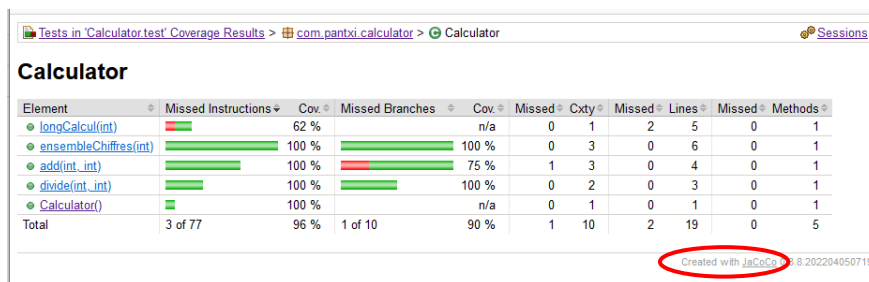 Tests in 'Calculator.test' Coverage Results > com.pantxi.calculator > Calculator Sessions
Calculator
Element Missed Instructions Cov. Missed Branches Cov. Missed Cxty Missed Lines Missed Methods
longCalcul(int) 62 % n/a 0 1 2 5 0 1
ensembleChiffres(int) 100 % 100 % 0 3 0 6 0 1
add(int, int) 100 % 75 % 1 3 0 4 0 1
divide(int, int) 100 % 100 % 0 2 0 3 0 1
Calculator() 100 % n/a 0 1 0 1 0 1
Total 3 of 77 96 % 1 of 10 90 % 1 10 2 19 0 5
Created with JaCoCo 0.8.8.202204050719